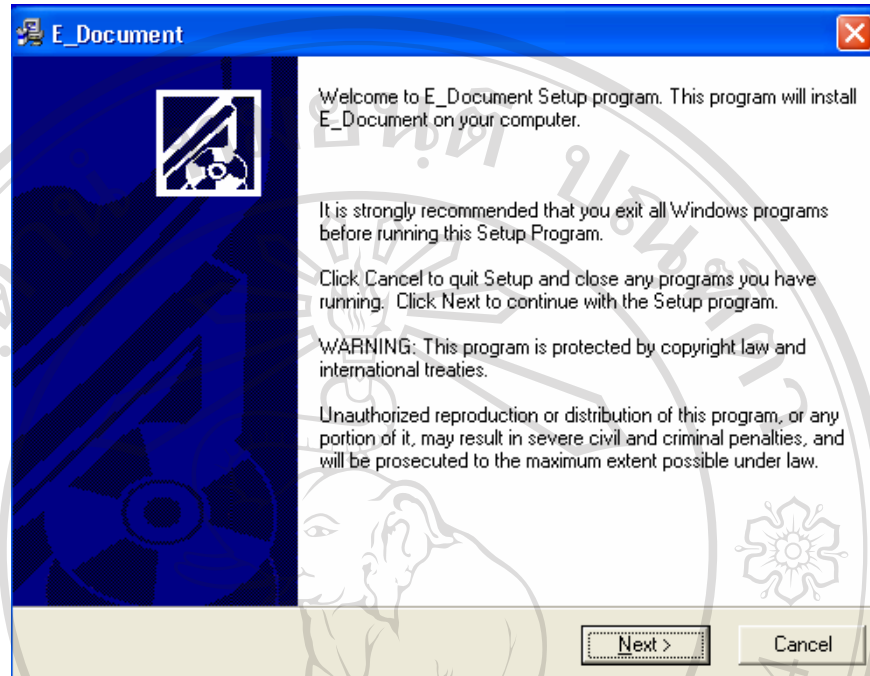 E_Document
Welcome to E_Document Setup program. This program will install
E_Document on your computer.
It is strongly recommended that you exit all Windows programs
before running this Setup Program.
Click Cancel to quit Setup and close any programs you have
running.  Click Next to continue with the Setup program.
WARNING: This program is protected by copyright law and
international treaties.
Unauthorized reproduction or distribution of this program, or any
portion of it, may result in severe civil and criminal penalties, and
will be prosecuted to the maximum extent possible under law.
Next >
Cancel